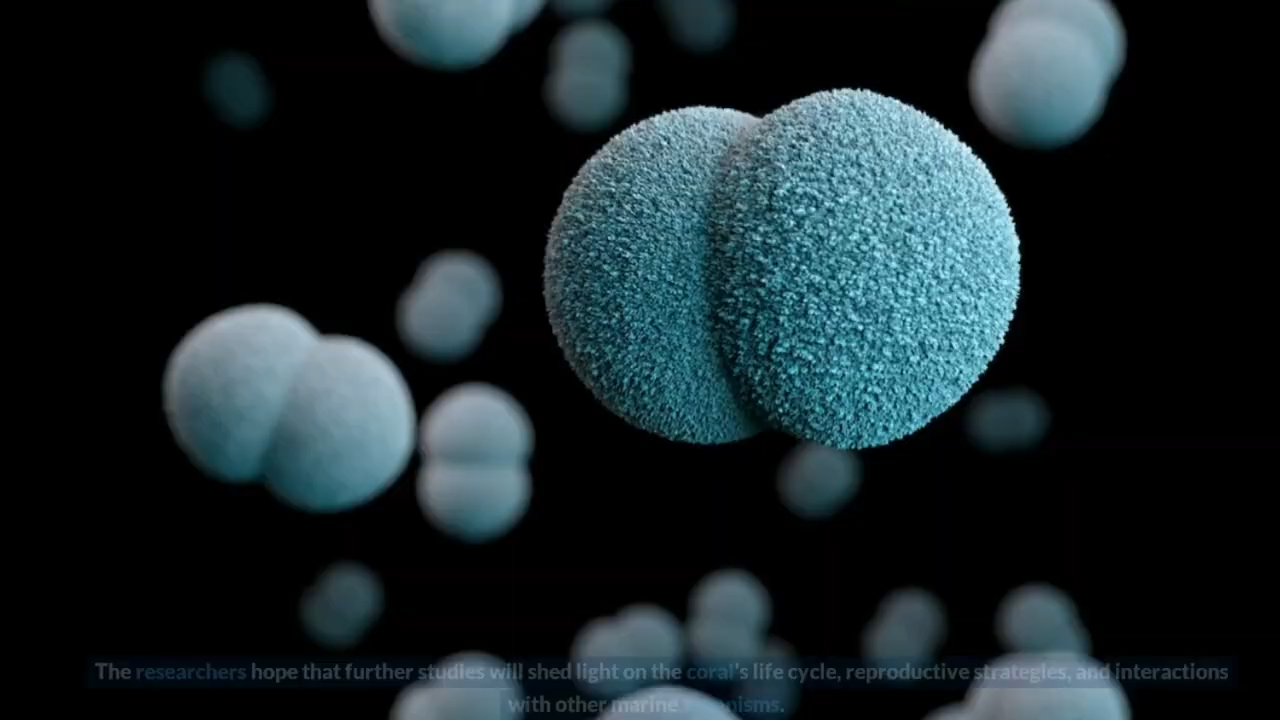 The researchers hope that further studies will shed light on the coral's life cycle, reproductive strategies, and interactions
with other marine